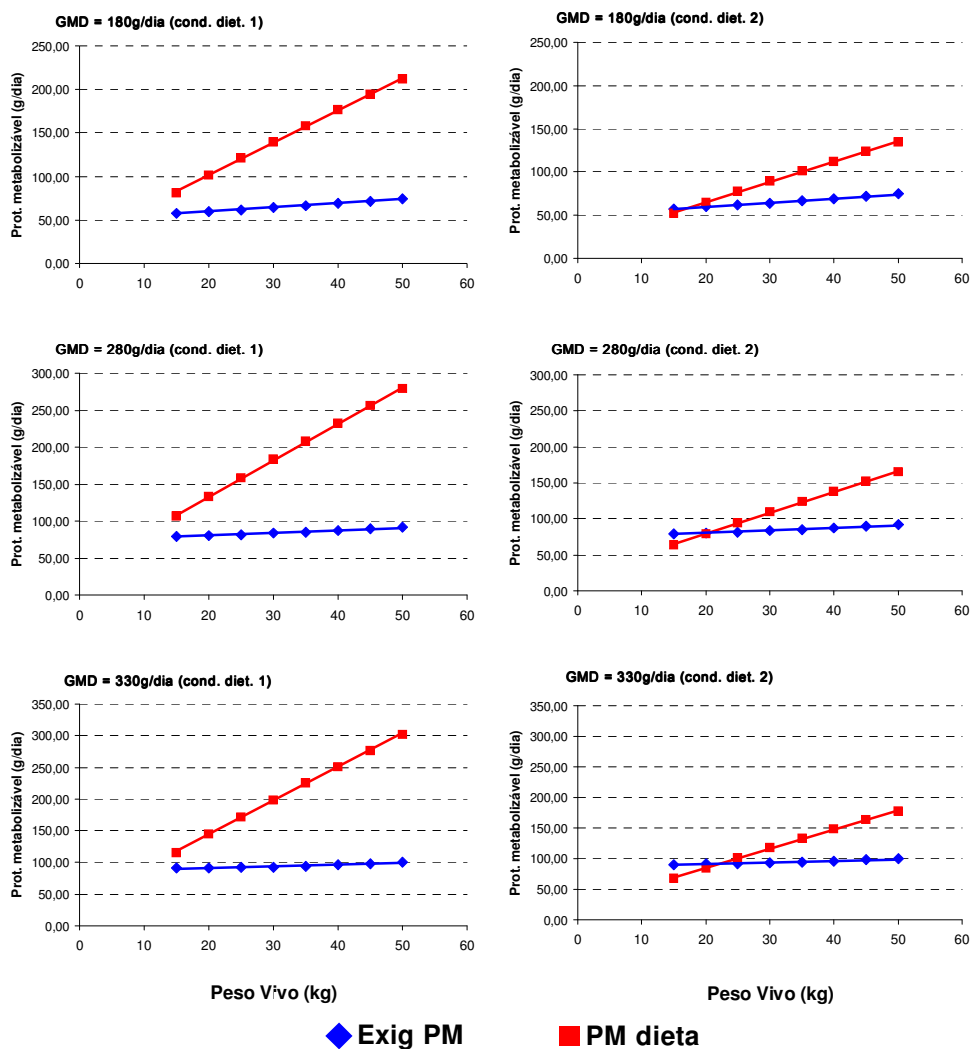 GMD = 180g/dia (cond. diet. 1)
Prot. metabolizável (g/dia)
250,00
200,00
150,00
100,00
50,00
0,00
0 10 20 30 40 50 60
GMD = 180g/dia (cond. diet. 2)
Prot. metabolizável (g/dia)
250,00
200,00
150,00
100,00
50,00
0,00
0 10 20 30 40 50 60
GMD = 280g/dia (cond. diet. 1)
Prot. metabolizável (g/dia)
300,00
250,00
200,00
150,00
100,00
50,00
0,00
0 10 20 30 40 50 60
GMD = 280g/dia (cond. diet. 2)
Prot. metabolizável (g/dia)
300,00
250,00
200,00
150,00
100,00
50,00
0,00
0 10 20 30 40 50 60
GMD = 330g/dia (cond. diet. 1)
Prot. metabolizável (g/dia)
350,00
300,00
250,00
200,00
150,00
100,00
50,00
0,00
0 10 20 30 40 50 60
Peso Vivo (kg)
GMD = 330g/dia (cond. diet. 2)
Prot. metabolizável (g/dia)
350,00
300,00
250,00
200,00
150,00
100,00
50,00
0,00
0 10 20 30 40 50 60
Peso Vivo (kg)
Exig PM PM dieta